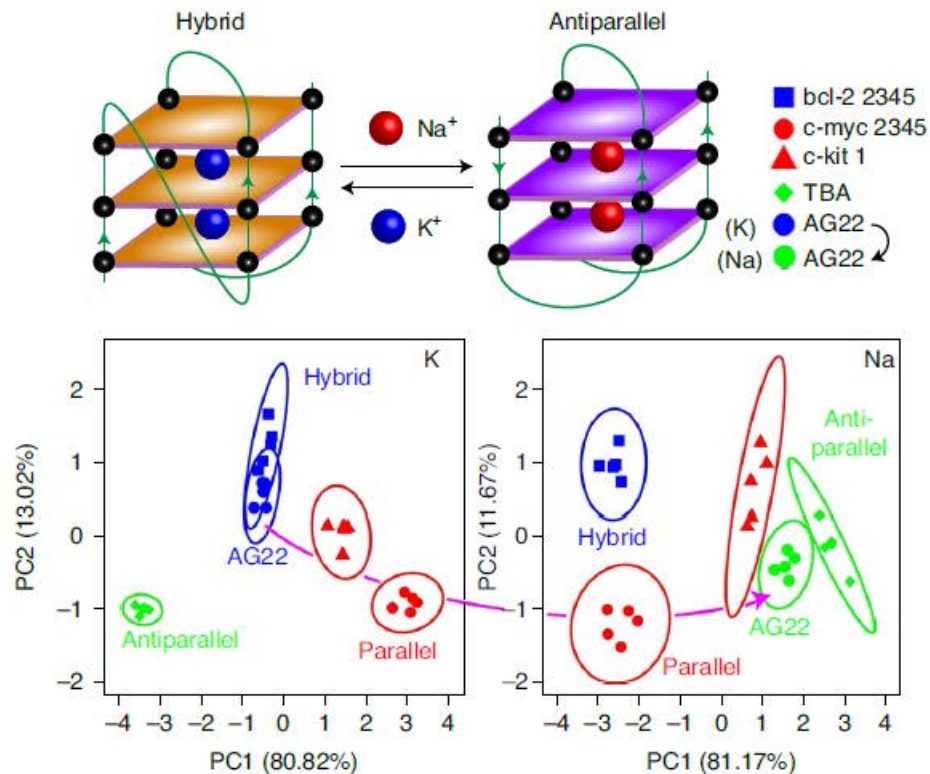 Hybrid
Antiparallel
Na+
K+
bcl-2 2345
c-myc 2345
c-kit 1
TBA
(K) AG22
(Na) AG22
K
Hybrid
AG22
Antiparallel
Parallel
2
1
0
−1
−2
PC2 (13.02%)
−4 −3 −2 −1 0 1 2 3 4
PC1 (80.82%)
Na
Anti-
parallel
Hybrid
AG22
Parallel
2
1
0
−1
−2
PC2 (11.67%)
−4 −3 −2 −1 0 1 2 3 4
PC1 (81.17%)